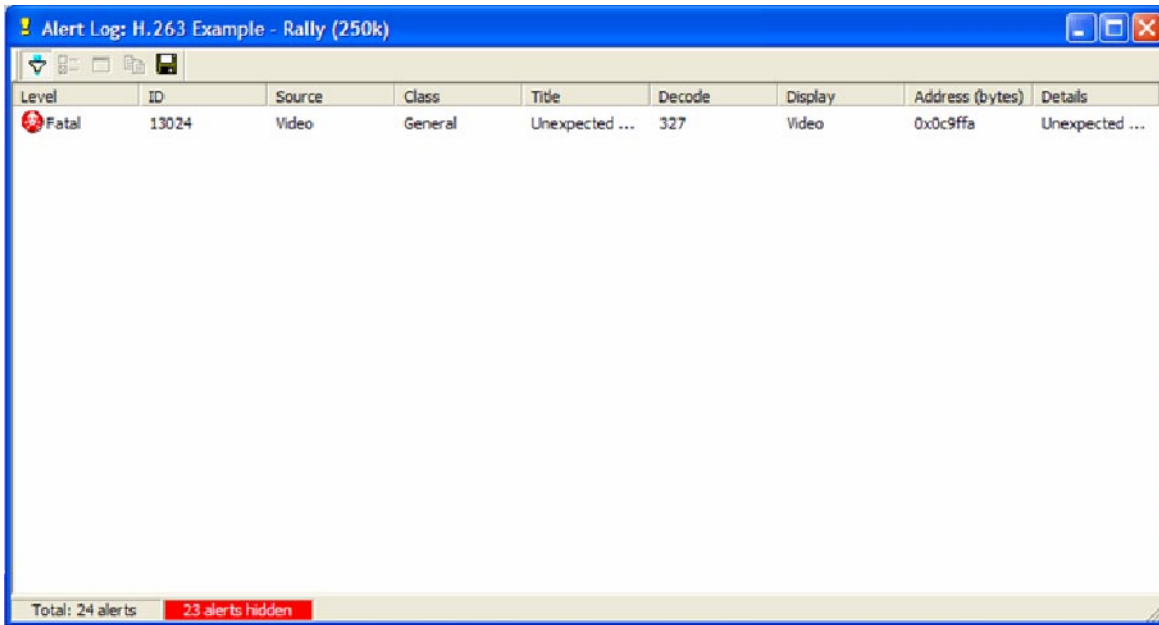 Alert Log: H.263 Example - Rally (250k)
Level ID Source Class Title Decode Display Address (bytes) Details
Fatal 13024 Video General Unexpected ... 327 Video 0x0c9ffa Unexpected ...
Total: 24 alerts 23 alerts hidden